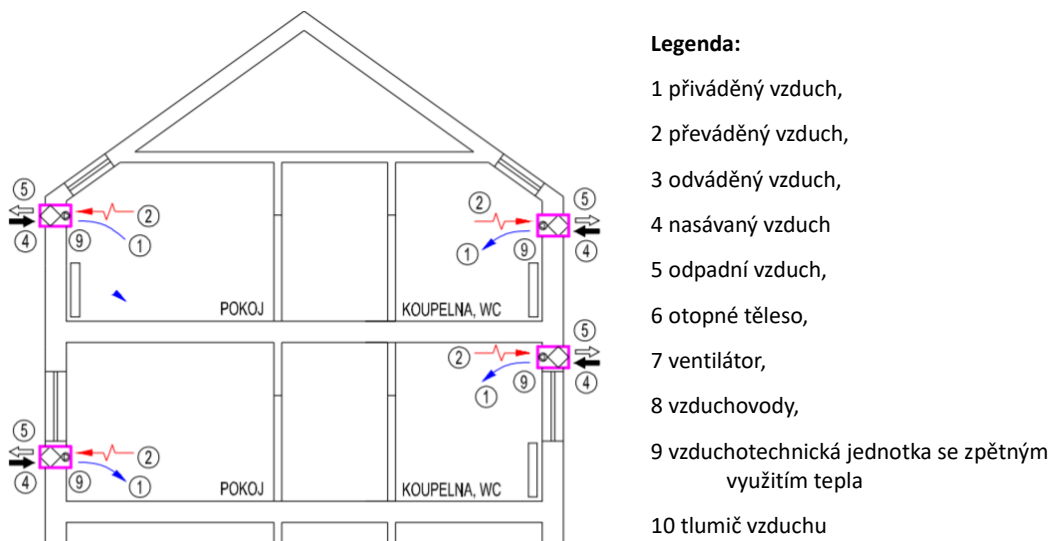 Legenda:
1 přiváděný vzduch,
2 převáděný vzduch,
3 odváděný vzduch,
4 nasávaný vzduch
5 odpadní vzduch,
6 otopné těleso,
7 ventilátor,
8 vzduchovody,
9 vzduchotechnická jednotka se zpětným
využitím tepla
10 tlumič vzduchu
5
2
4
9
1
POKOJ
2
5
1
9
4
KOUPELNA, WC
5
2
4
9
1
POKOJ
5
2
9
4
1
KOUPELNA, WC